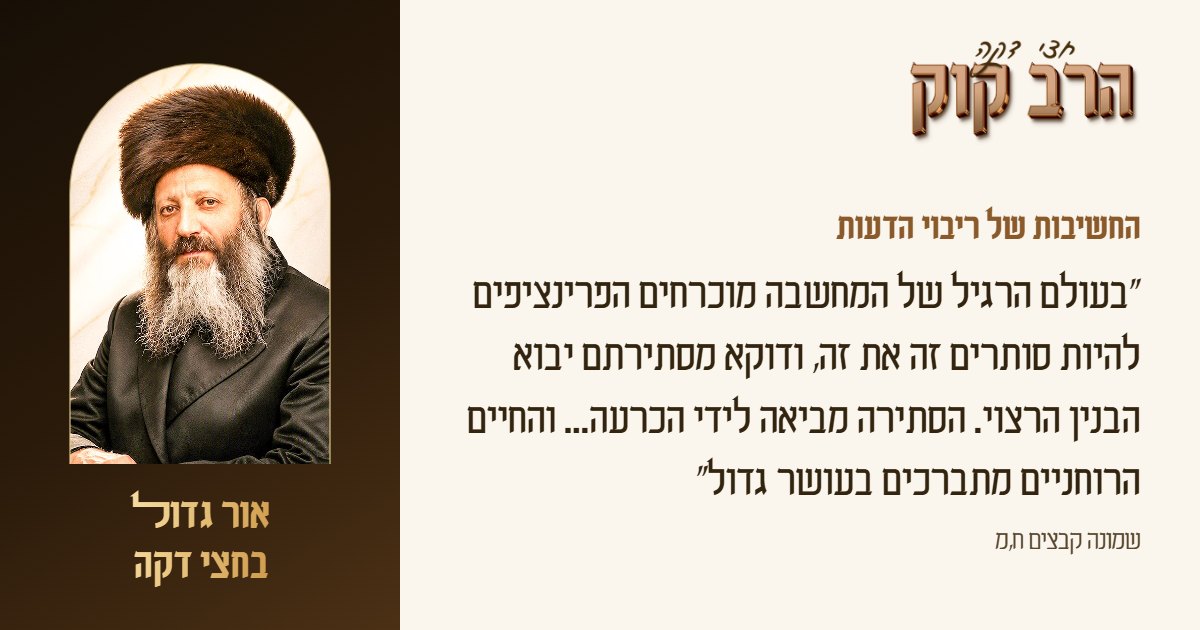 חצי דקה
הרב קוק
החשיבות של ריבוי הדעות
"בעולם הרגיל של המחשבה מוכרחים הפרינציפים
להיות סותרים זה את זה, ודוקא מסתירתם יבוא
הבנין הרצוי. הסתירה מביאה לידי הכרעה... והחיים
הרוחניים מתברכים בעושר גדול"
שמונה קבצים ח,מ
אור גדול
בחצי דקה